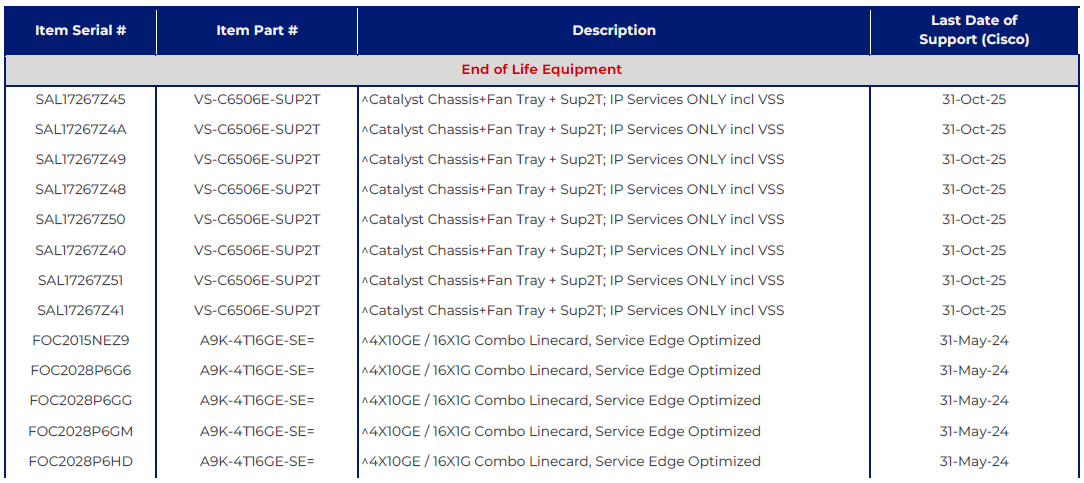 Item Serial # Item Part # Description Last Date of
Support (Cisco)
End of Life Equipment
SAL17267Z45 VS-C6506E-SUP2T ^Catalyst Chassis+Fan Tray + Sup2T; IP Services ONLY incl VSS 31-Oct-25
SAL17267Z4A VS-C6506E-SUP2T ^Catalyst Chassis+Fan Tray + Sup2T; IP Services ONLY incl VSS 31-Oct-25
SAL17267Z49 VS-C6506E-SUP2T ^Catalyst Chassis+Fan Tray + Sup2T; IP Services ONLY incl VSS 31-Oct-25
SAL17267Z48 VS-C6506E-SUP2T ^Catalyst Chassis+Fan Tray + Sup2T; IP Services ONLY incl VSS 31-Oct-25
SAL17267Z50 VS-C6506E-SUP2T ^Catalyst Chassis+Fan Tray + Sup2T; IP Services ONLY incl VSS 31-Oct-25
SAL17267Z40 VS-C6506E-SUP2T ^Catalyst Chassis+Fan Tray + Sup2T; IP Services ONLY incl VSS 31-Oct-25
SAL17267Z51 VS-C6506E-SUP2T ^Catalyst Chassis+Fan Tray + Sup2T; IP Services ONLY incl VSS 31-Oct-25
SAL17267Z41 VS-C6506E-SUP2T ^Catalyst Chassis+Fan Tray + Sup2T; IP Services ONLY incl VSS 31-Oct-25
FOC2015NEZ9 A9K-4T16GE-SE= ^4X10GE / 16X1G Combo Linecard, Service Edge Optimized 31-May-24
FOC2028P6G6 A9K-4T16GE-SE= ^4X10GE / 16X1G Combo Linecard, Service Edge Optimized 31-May-24
FOC2028P6GG A9K-4T16GE-SE= ^4X10GE / 16X1G Combo Linecard, Service Edge Optimized 31-May-24
FOC2028P6GM A9K-4T16GE-SE= ^4X10GE / 16X1G Combo Linecard, Service Edge Optimized 31-May-24
FOC2028P6HD A9K-4T16GE-SE= ^4X10GE / 16X1G Combo Linecard, Service Edge Optimized 31-May-24